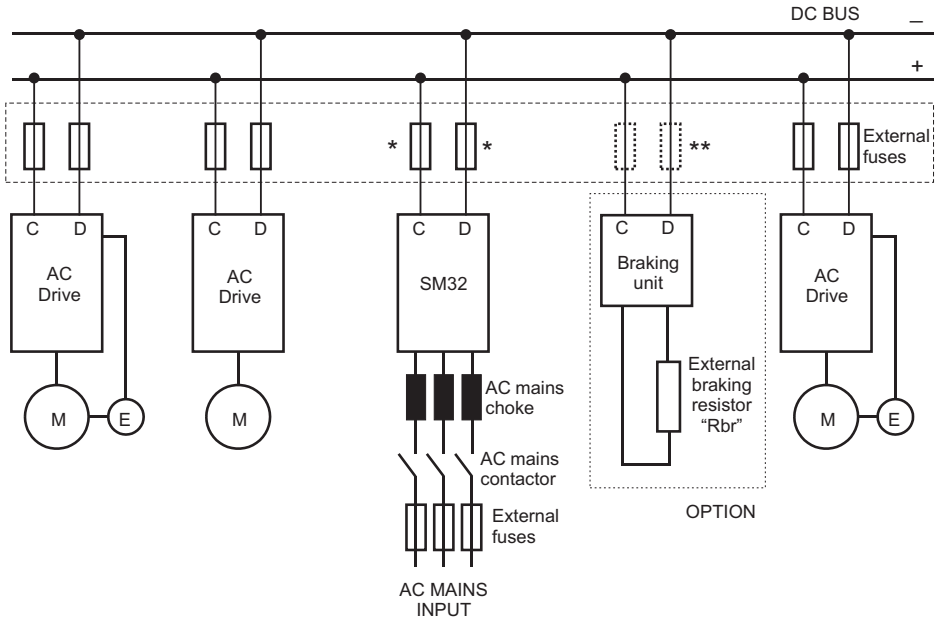 DC BUS
–
+
*
*
**
External
fuses
C
D
AC
Drive
C
D
AC
Drive
C
D
SM32
C
D
Braking
unit
C
D
AC
Drive
M
E
M
AC mains
choke
External
braking
resistor
“Rbr”
M
E
AC mains
contactor
External
fuses
OPTION
AC MAINS
INPUT